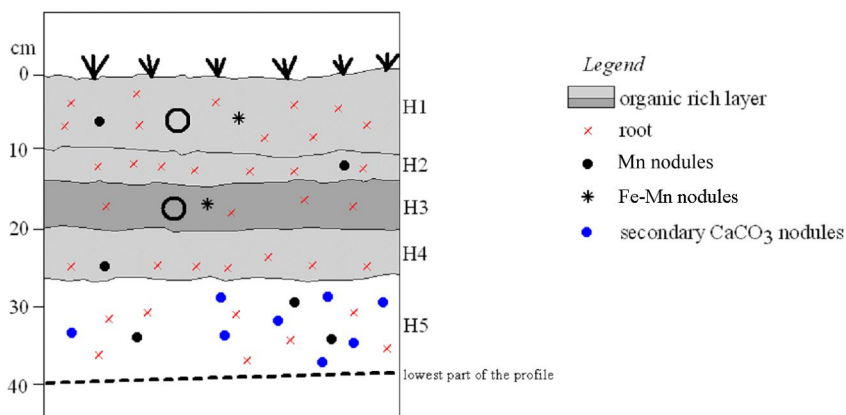 cm
0
10
20
30
40
H1
H2
H3
H4
H5
lowest part of the profile
Legend
organic rich layer
root
Mn nodules
Fe-Mn nodules
secondary CaCO3 nodules